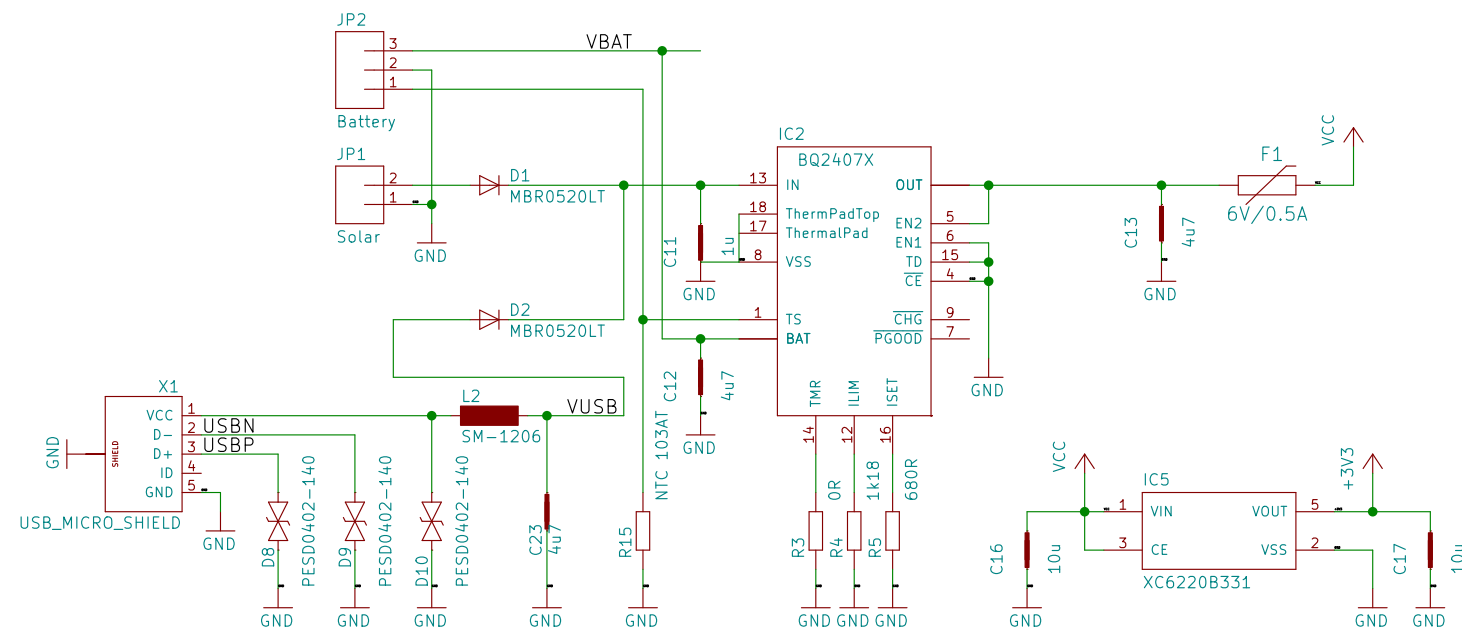 JP2
3
2
1
Battery
VBAT
JP1
2
1
Solar
GND
D1
MBR0520LT
D2
MBR0520LT
C11
1u
GND
C12
4u7
GND
IC2
BQ2407X
13 IN
18 ThermPadTop
17 ThermalPad
8 VSS
1 TS
BAT
OUT
EN2 5
EN1 6
TD 15
CE 4
CHG 9
PGOOD 7
TMR
ILIM
ISET
14
12
16
GND
C13
4u7
GND
F1
6V/0.5A
VCC
X1
VCC 1
D- 2
D+ 3
ID 4
GND 5
SHIELD
GND
USB_MICRO_SHIELD
USBN
USBP
GND
L2
SM-1206
VUSB
D8
PESD0402-140
GND
D9
PESD0402-140
GND
D10
PESD0402-140
GND
C23
4u7
GND
R15
NTC 103AT
GND
R3
0R
GND
R4
1k18
GND
R5
680R
GND
VCC
C16
10u
GND
IC5
1 VIN
3 CE
VOUT 5
VSS 2
XC6220B331
+3V3
GND
C17
10u
GND